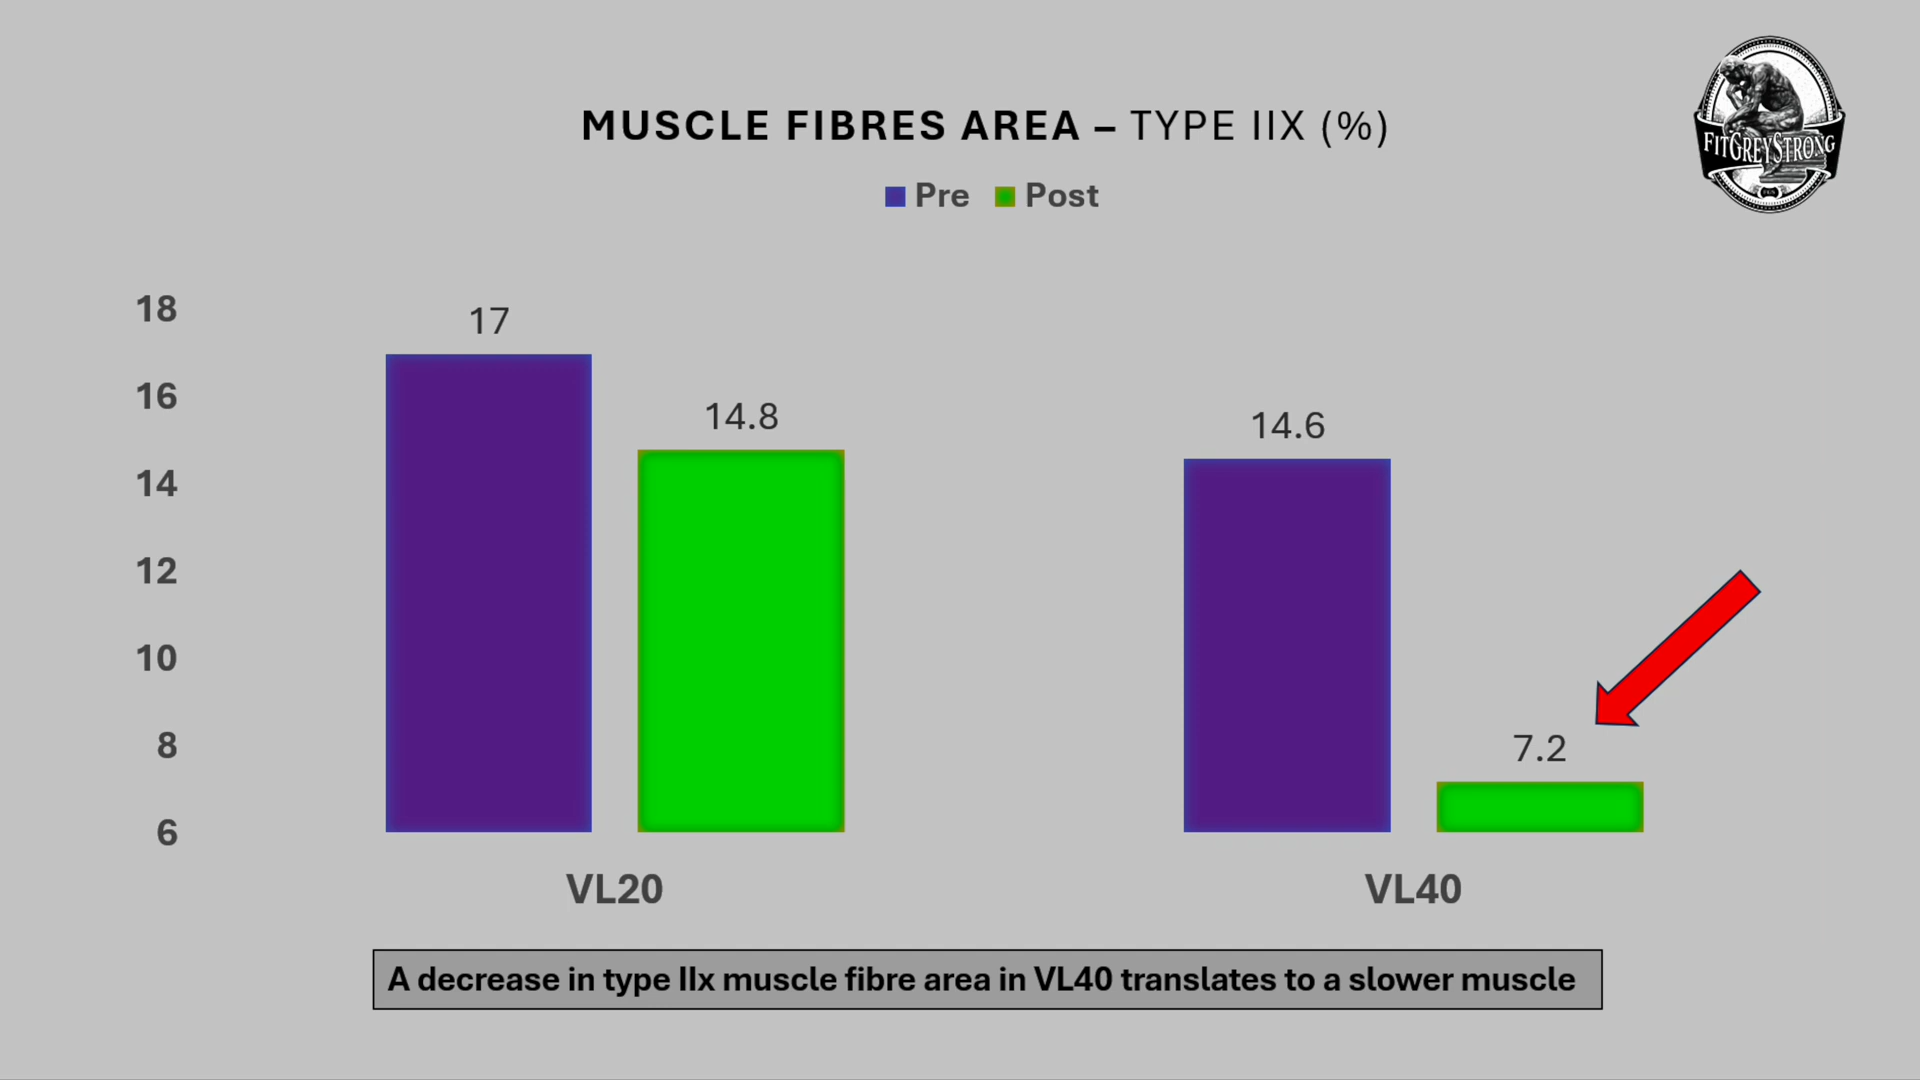 MUSCLE FIBRES AREA – TYPE IIX (%)
Pre Post
FITGREYSTRONG
18
16
14
12
10
8
6
17
14.8
14.6
7.2
VL20
VL40
A decrease in type IIx muscle fibre area in VL40 translates to a slower muscle